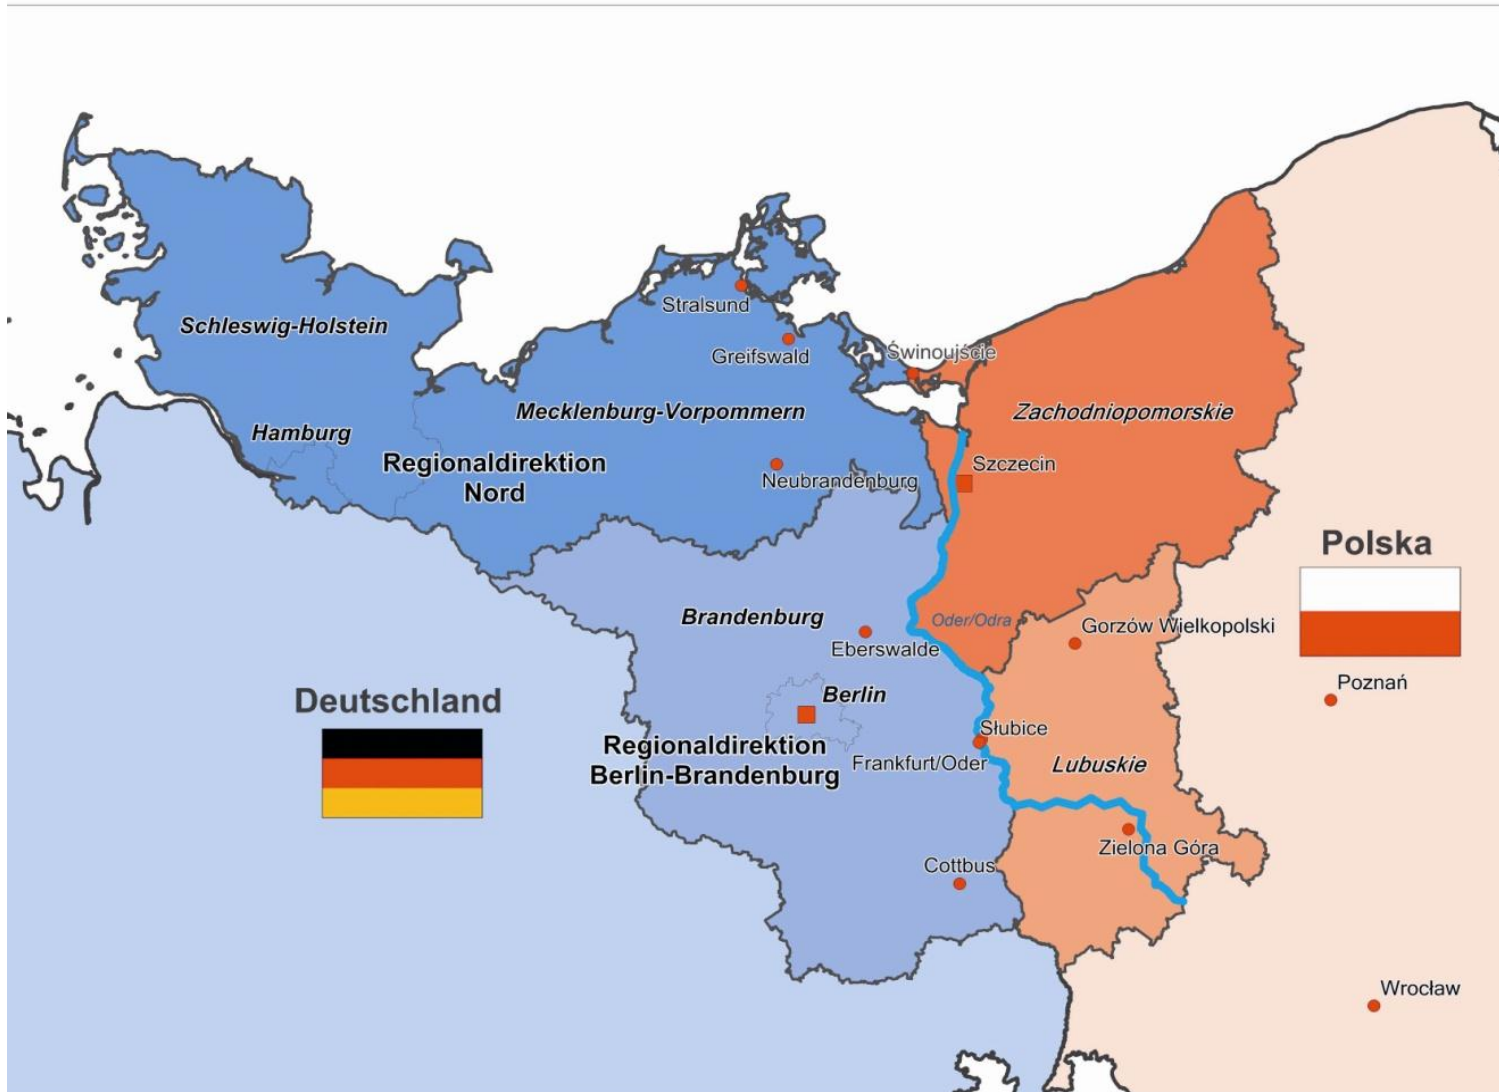 Stralsund
Schleswig-Holstein
Greifswald
Świnoujście
Mecklenburg-Vorpommern
Zachodniopomorskie
Hamburg
Regionaldirektion
Nord
Neubrandenburg
Szczecin
Polska
Brandenburg
Oder/Odra
Gorzów Wielkopolski
Eberswalde
Poznań
Deutschland
Berlin
Słubice
Regionaldirektion
Berlin-Brandenburg
Frankfurt/Oder
Lubuskie
Zielona Góra
Cottbus
Wrocław